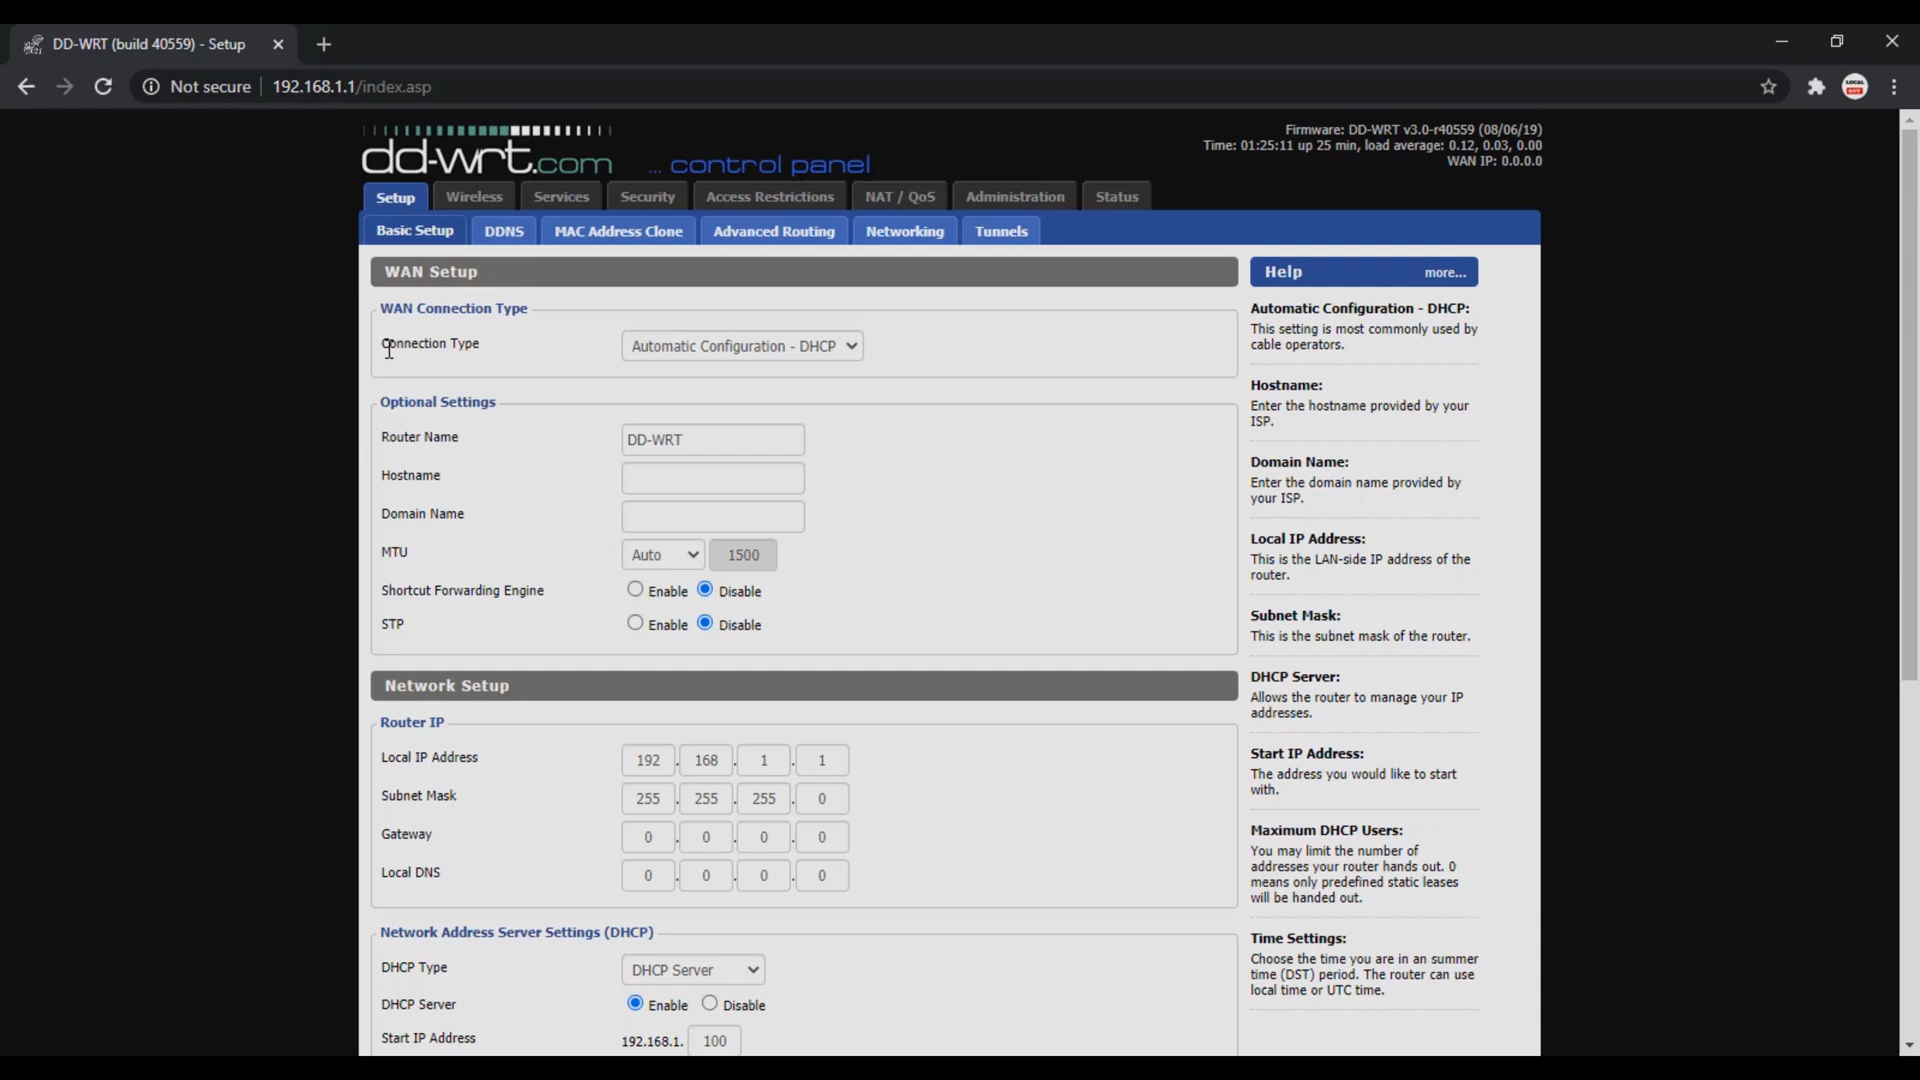 DD-WRT (build 40559) - Setup
Not secure
192.168.1.1/index.asp
LOCAL GUY
dd-wrt.com ... control panel
Firmware: DD-WRT v3.0-r40559 (08/06/19)
Time: 01:25:11 up 25 min, load average: 0.12, 0.03, 0.00
WAN IP: 0.0.0.0
Setup Wireless Services Security Access Restrictions NAT / QoS Administration Status
Basic Setup DDNS MAC Address Clone Advanced Routing Networking Tunnels
WAN Setup
WAN Connection Type
Connection Type Automatic Configuration - DHCP
Optional Settings
Router Name DD-WRT
Hostname
Domain Name
MTU Auto 1500
Shortcut Forwarding Engine Enable Disable
STP Enable Disable
Network Setup
Router IP
Local IP Address 192 . 168 . 1 . 1
Subnet Mask 255 . 255 . 255 . 0
Gateway 0 . 0 . 0 . 0
Local DNS 0 . 0 . 0 . 0
Network Address Server Settings (DHCP)
DHCP Type DHCP Server
DHCP Server Enable Disable
Start IP Address 192.168.1. 100
Help more...
Automatic Configuration - DHCP:
This setting is most commonly used by
cable operators.
Hostname:
Enter the hostname provided by your
ISP.
Domain Name:
Enter the domain name provided by
your ISP.
Local IP Address:
This is the LAN-side IP address of the
router.
Subnet Mask:
This is the subnet mask of the router.
DHCP Server:
Allows the router to manage your IP
addresses.
Start IP Address:
The address you would like to start
with.
Maximum DHCP Users:
You may limit the number of
addresses your router hands out. 0
means only predefined static leases
will be handed out.
Time Settings:
Choose the time you are in an summer
time (DST) period. The router can use
local time or UTC time.